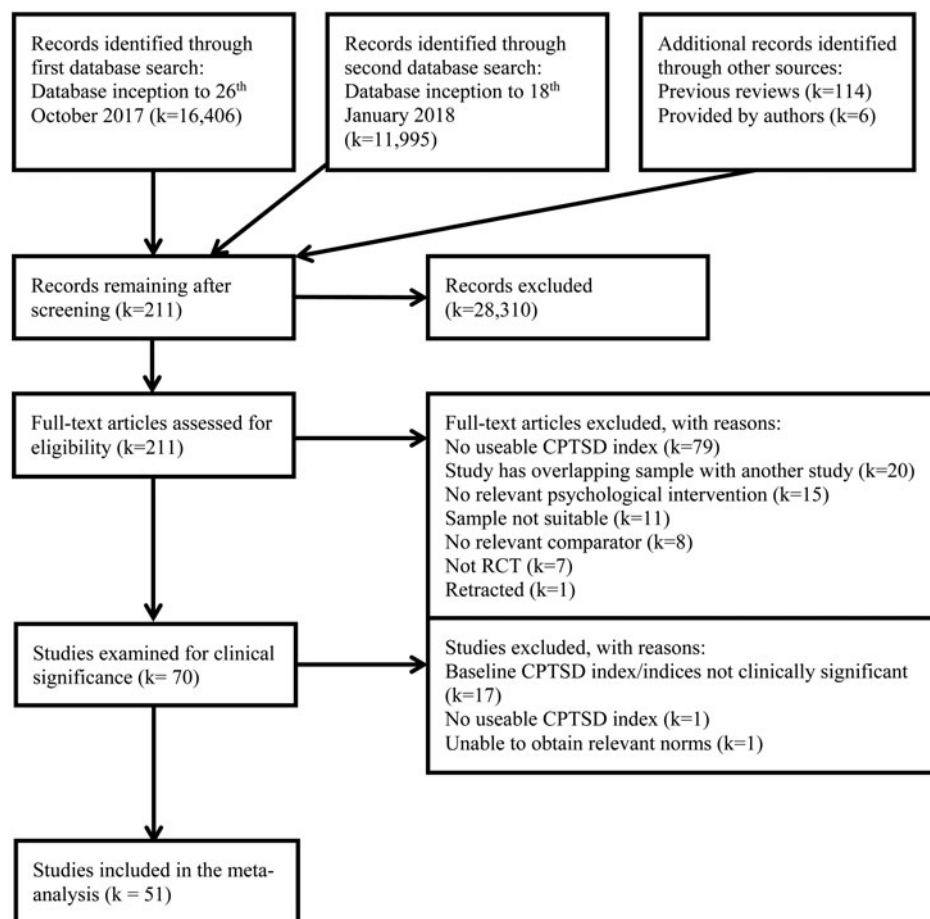 Records identified through
first database search:
Database inception to 26th
October 2017 (k=16,406)
Records identified through
second database search:
Database inception to 18th
January 2018
(k=11,995)
Additional records identified
through other sources:
Previous reviews (k=114)
Provided by authors (k=6)
Records remaining after
screening (k=211)
Records excluded
(k=28,310)
Full-text articles assessed for
eligibility (k=211)
Full-text articles excluded, with reasons:
No useable CPTSD index (k=79)
Study has overlapping sample with another study (k=20)
No relevant psychological intervention (k=15)
Sample not suitable (k=11)
No relevant comparator (k=8)
Not RCT (k=7)
Retracted (k=1)
Studies examined for clinical
significance (k= 70)
Studies excluded, with reasons:
Baseline CPTSD index/indices not clinically significant
(k=17)
No useable CPTSD index (k=1)
Unable to obtain relevant norms (k=1)
Studies included in the meta-
analysis (k = 51)